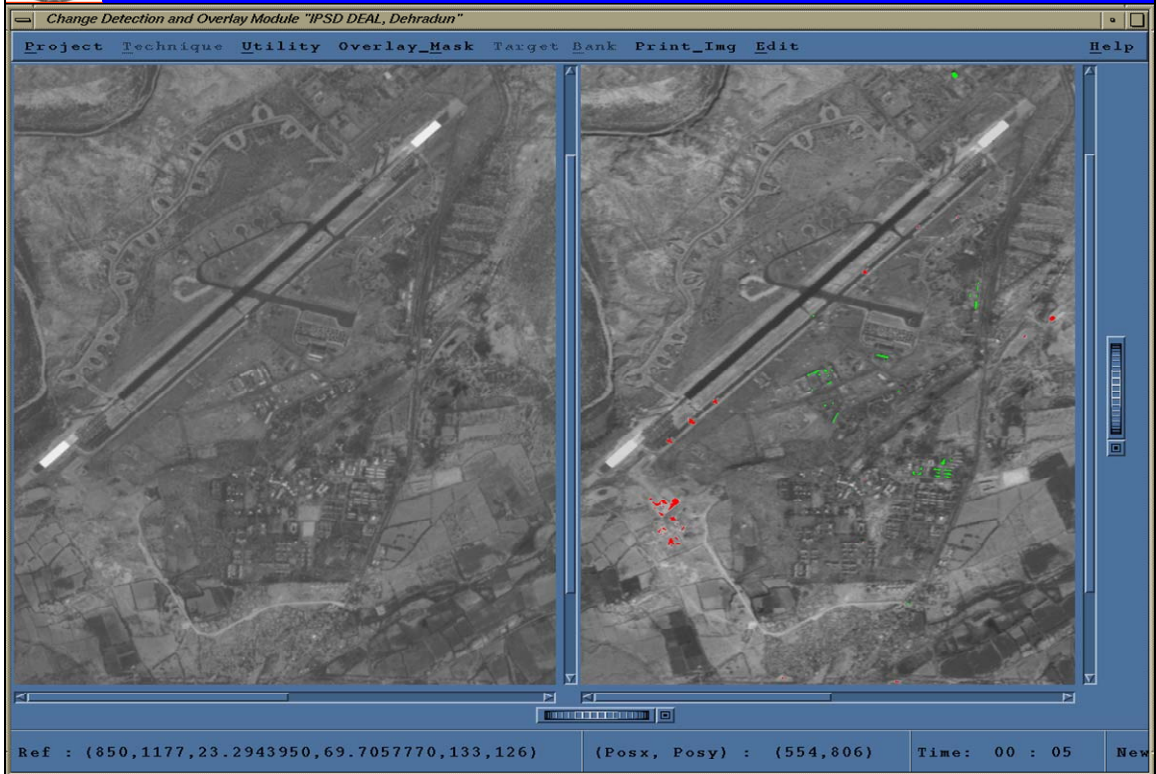 Change Detection and Overlay Module "IPSD DEAL, Dehradun"
Project Technique Utility Overlay_Mask Target Bank Print_Img Edit Help
Ref : (850,1177,23.2943950,69.7057770,133,126) (Posx, Posy) : (554,806) Time: 00 : 05 New